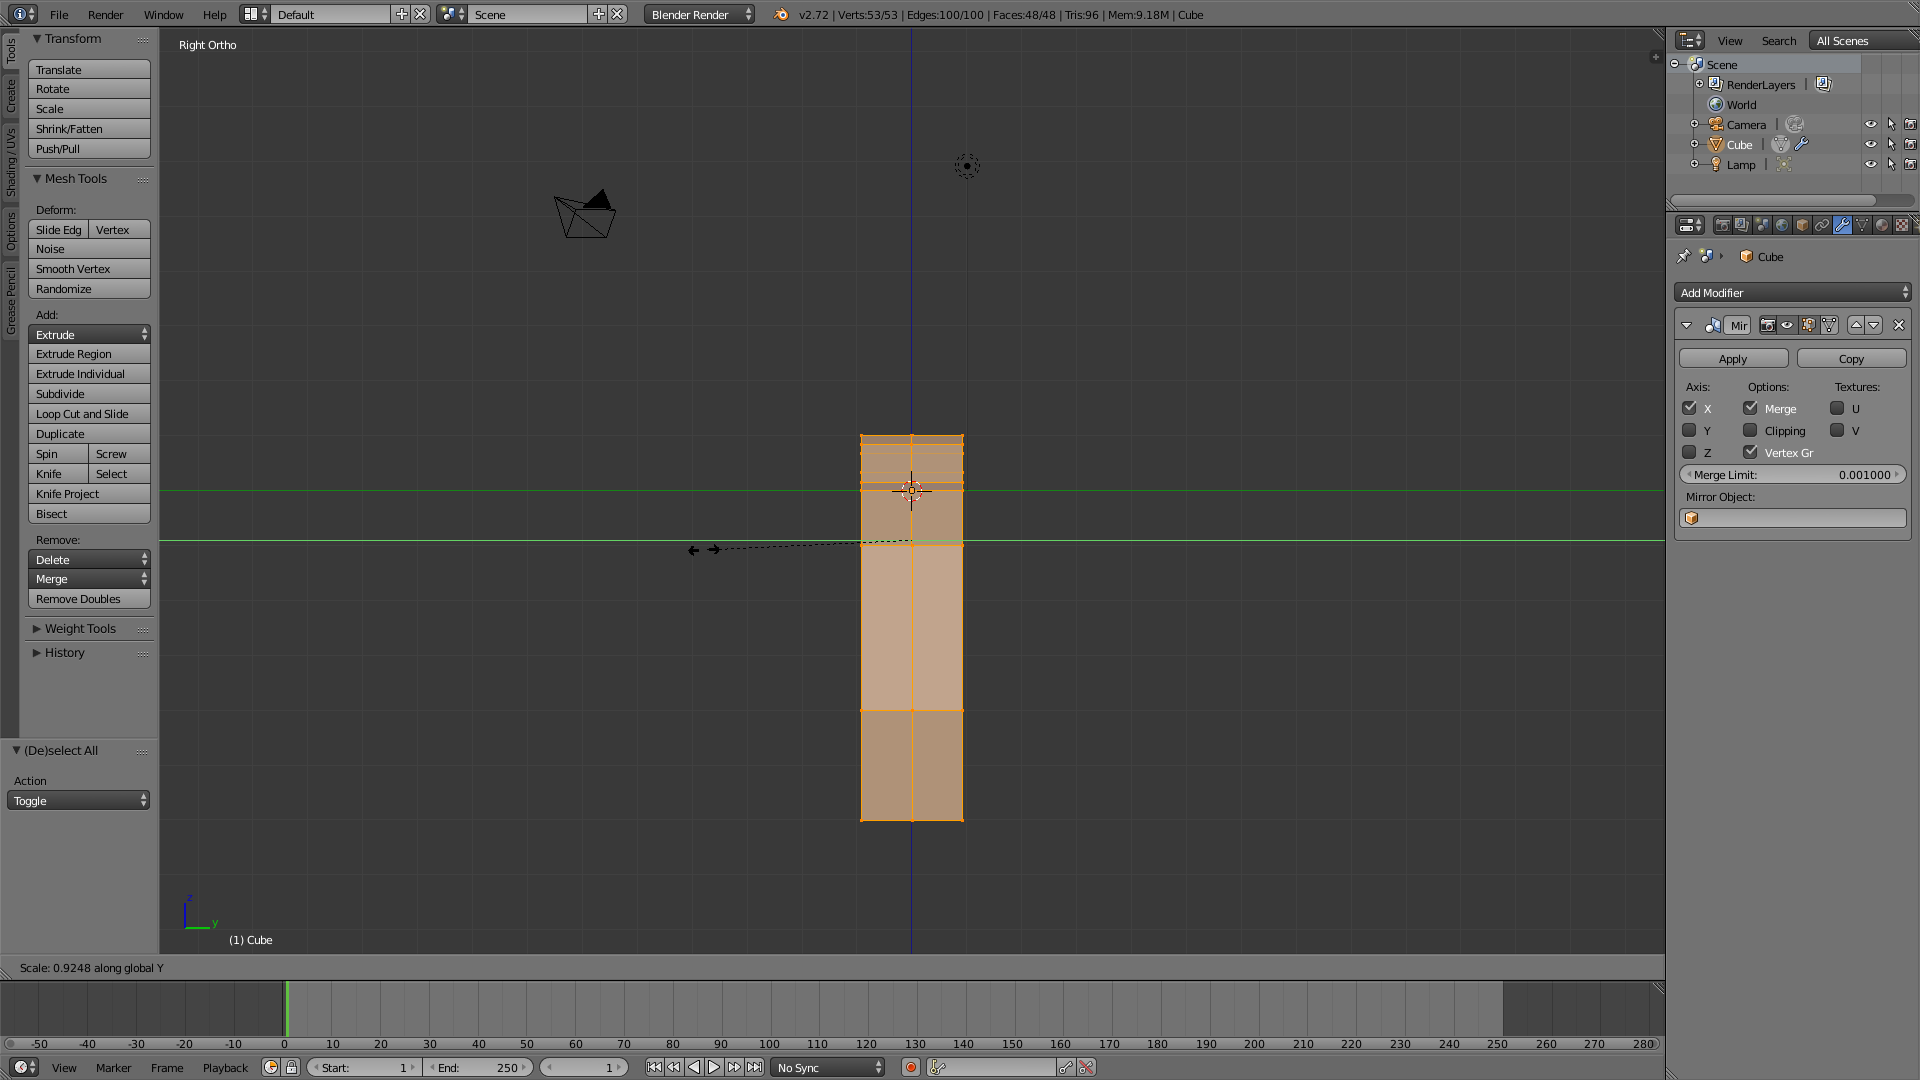 File Render Window Help Default Scene Blender Render v2.72 | Verts:53/53 | Edges:100/100 | Faces:48/48 | Tris:96 | Mem:9.18M | Cube
Tools
Create
Shading / UVs
Options
Grease Pencil
Transform
Translate
Rotate
Scale
Shrink/Fatten
Push/Pull
Mesh Tools
Deform:
Slide Edg Vertex
Noise
Smooth Vertex
Randomize
Add:
Extrude
Extrude Region
Extrude Individual
Subdivide
Loop Cut and Slide
Duplicate
Spin Screw
Knife Select
Knife Project
Bisect
Remove:
Delete
Merge
Remove Doubles
Weight Tools
History
(De)select All
Action
Toggle
Right Ortho
z
y
(1) Cube
View Search All Scenes
Scene
RenderLayers |
World
Camera |
Cube |
Lamp |
Cube
Add Modifier
Mir
Apply Copy
Axis: Options: Textures:
X Merge U
Y Clipping V
Z Vertex Gr
Merge Limit: 0.001000
Mirror Object:
Scale: 0.9248 along global Y
-50 -40 -30 -20 -10 0 10 20 30 40 50 60 70 80 90 100 110 120 130 140 150 160 170 180 190 200 210 220 230 240 250 260 270 280
View Marker Frame Playback Start: 1 End: 250 1 No Sync